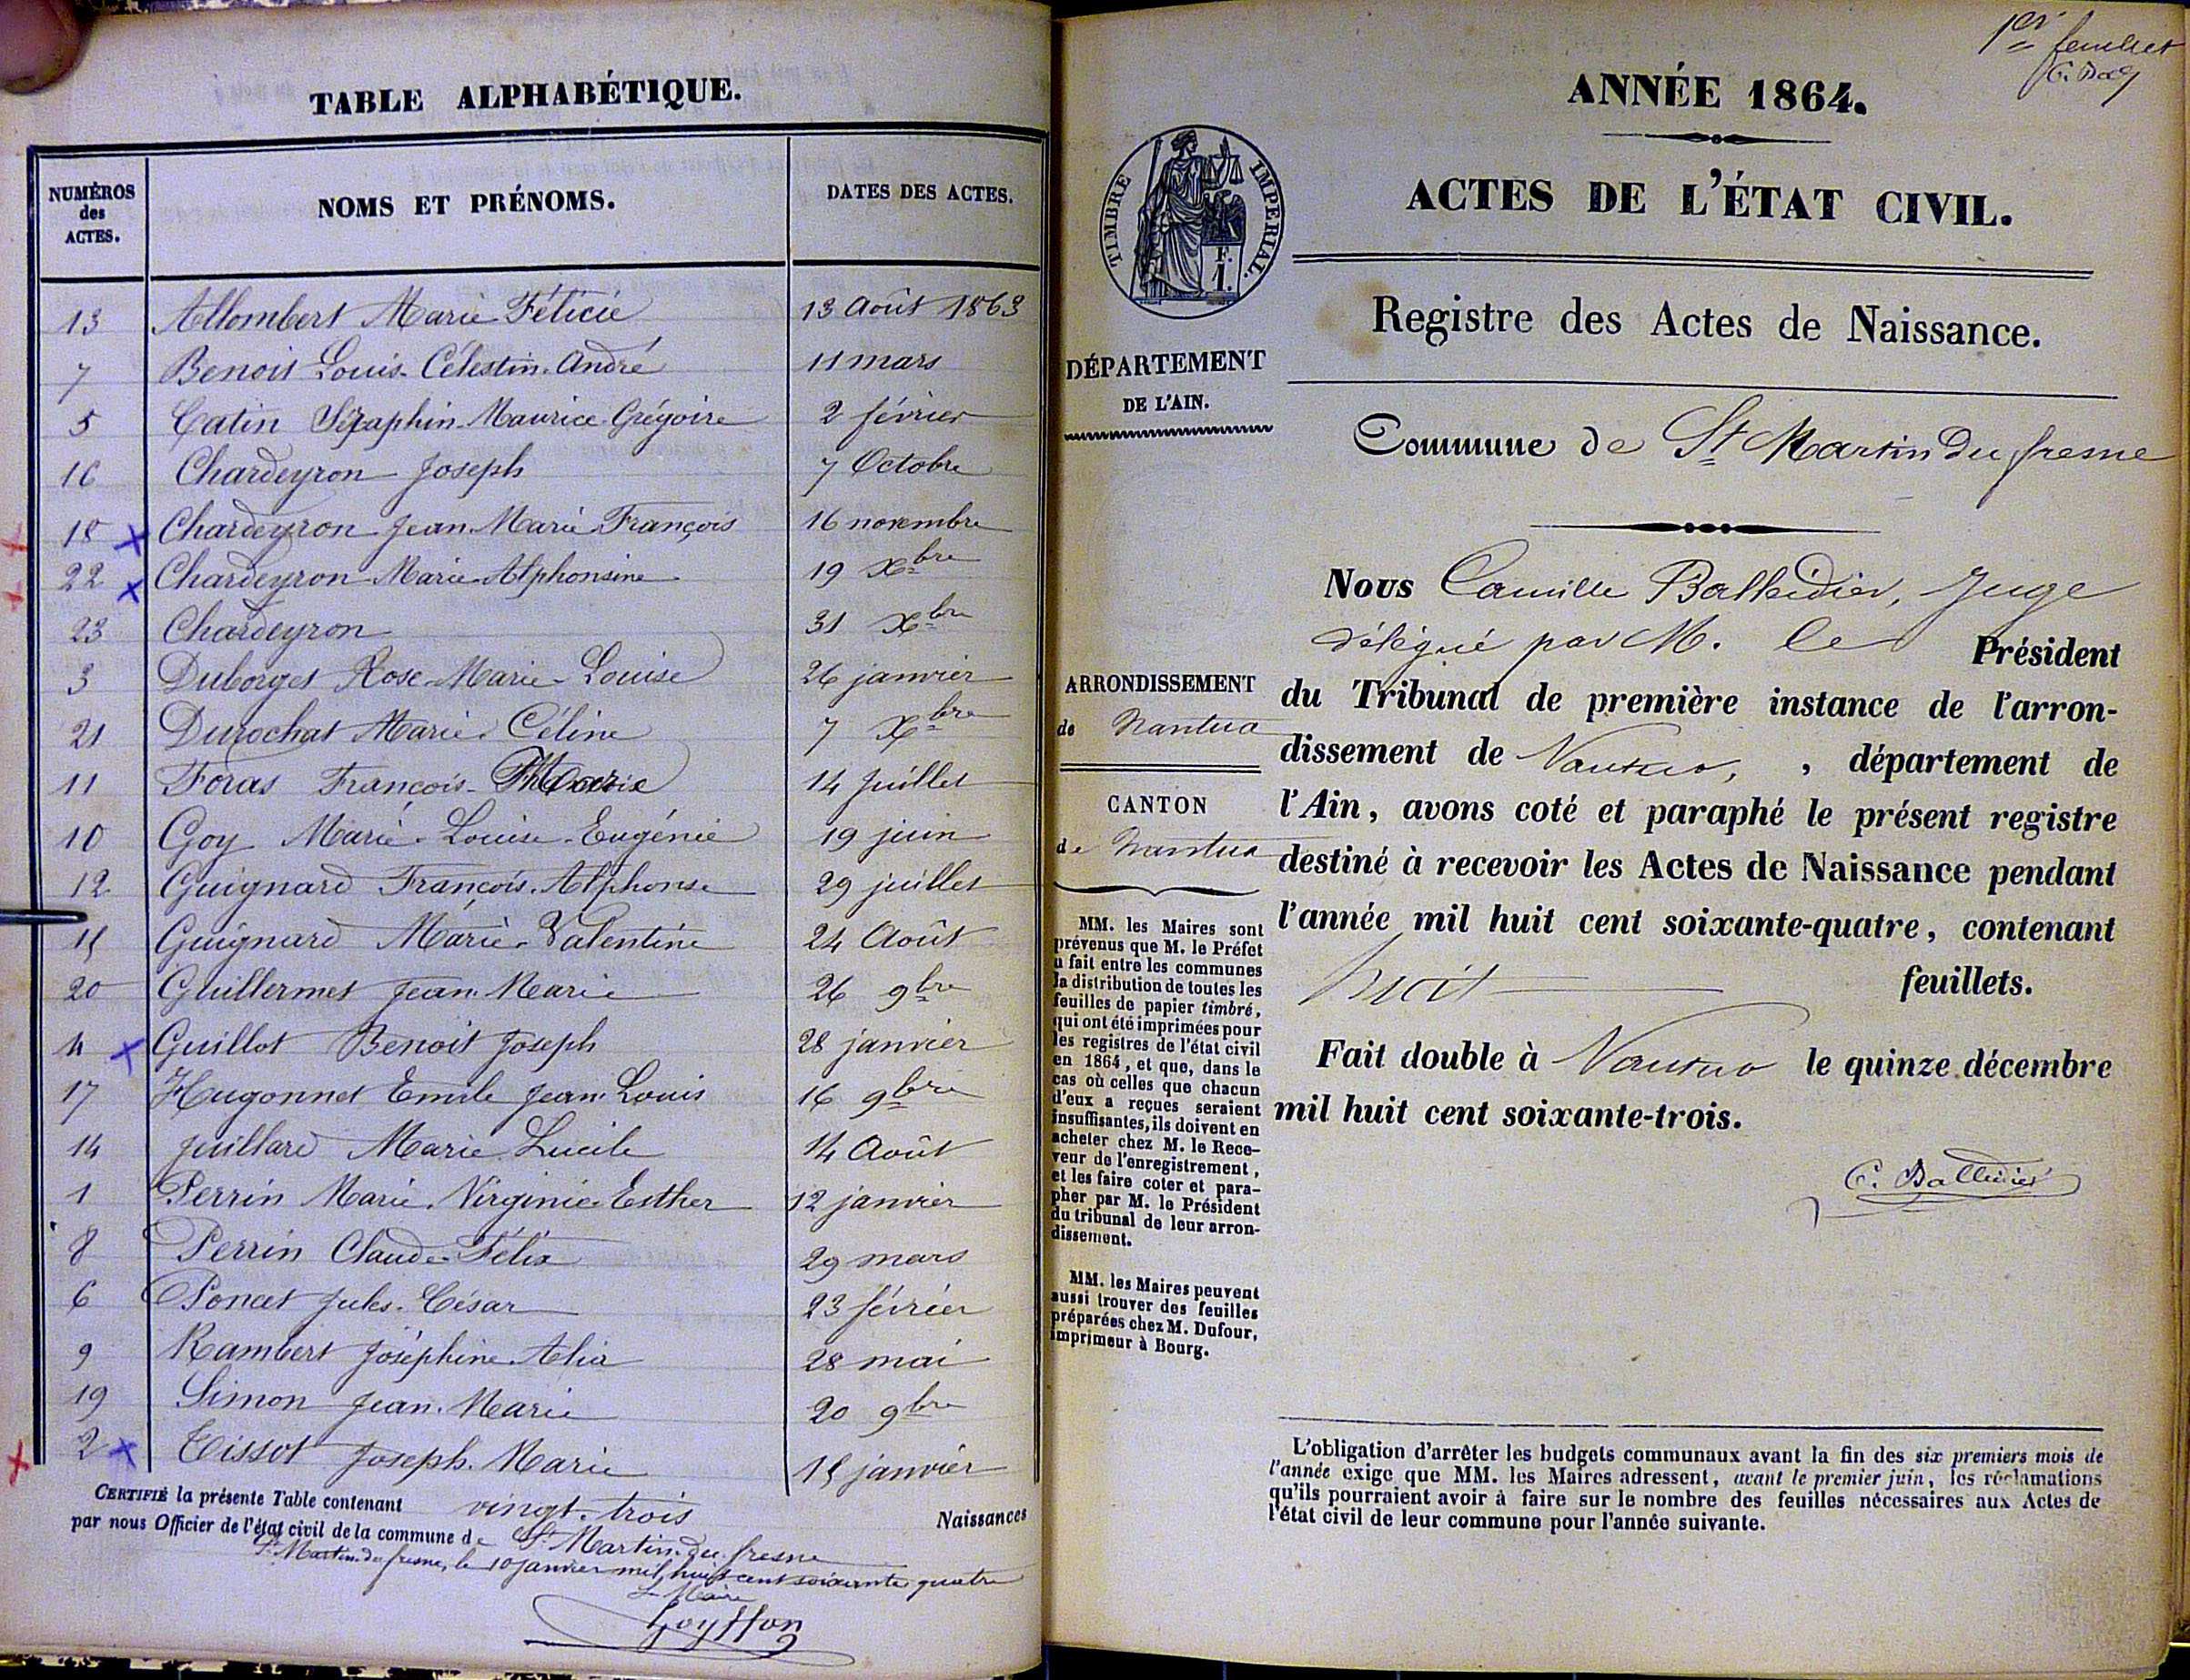 TABLE ALPHABÉTIQUE.
NUMÉROS des ACTES. NOMS ET PRÉNOMS. DATES DES ACTES.
13 Allombert Marie Félicie 13 Août 1863
7 Benoit Louis-Célestin-André 11 mars
5 Catin Séraphin-Maurice-Grégoire 2 février
16 Chardeyron Joseph 7 Octobre
18 Chardeyron Jean-Marie François 16 novembre
22 Chardeyron Marie-Alphonsine 19 Xbre
23 Chardeyron 31 Xbre
3 Duborget Rose-Marie-Louise 26 janvier
21 Durochat Marie Céline 7 Xbre
11 Foras François-Marie 14 Juillet
10 Goy Marie-Louise-Eugénie 19 juin
12 Guignard François-Alphonse 29 juillet
15 Guignard Marie-Valentine 24 Août
20 Guillermet Jean Marie 26 9bre
4 Guillot Benoit Joseph 28 janvier
17 Hugonnet Emile Jean Louis 16 9bre
14 Juillard Marie Lucile 14 Août
1 Perrin Marie-Virginie-Esther 12 janvier
8 Perrin Claude-Félix 29 mars
6 Poncet Jules-César 23 février
9 Rambert Joséphine 28 mai
19 Simon Jean-Marie 20 9bre
2 Tissot Joseph-Marie 15 janvier
CERTIFIÉ la présente Table contenant vingt-trois Naissances
par nous Officier de l'état civil de la commune de St Martin-du-fresne
St Martin-du-fresne, le 10 janvier mil huit cent soixante quatre
Le Maire
Goyffon
1er feuillet
ANNÉE 1864.
ACTES DE L'ÉTAT CIVIL.
TIMBRE IMPERIAL.
F.
1.
Registre des Actes de Naissance.
DÉPARTEMENT
DE L'AIN.
Commune de St Martin Du fresne
ARRONDISSEMENT
de Nantua
CANTON
de Nantua
MM. les Maires sont
prévenus que M. le Préfet
a fait entre les communes
la distribution de toutes les
feuilles de papier timbré,
qui ont été imprimées pour
les registres de l'état civil
en 1864, et que, dans le
cas où celles que chacun
d'eux a reçues seraient
insuffisantes, ils doivent en
acheter chez M. le Rece-
veur de l'enregistrement,
et les faire coter et para-
pher par M. le Président
du tribunal de leur arron-
dissement.
MM. les Maires peuvent
aussi trouver des feuilles
préparées chez M. Dufour,
imprimeur à Bourg.
Nous Camille Balleidier, Juge
délégué par M. le Président
du Tribunal de première instance de l'arron-
dissement de Nantua, , département de
l'Ain, avons coté et paraphé le présent registre
destiné à recevoir les Actes de Naissance pendant
l'année mil huit cent soixante-quatre, contenant
huit feuillets.
Fait double à Nantua le quinze décembre
mil huit cent soixante-trois.
C. Balleidier
L'obligation d'arrêter les budgets communaux avant la fin des six premiers mois de
l'année exige que MM. les Maires adressent, avant le premier juin, les réclamations
qu'ils pourraient avoir à faire sur le nombre des feuilles nécessaires aux Actes de
l'état civil de leur commune pour l'année suivante.